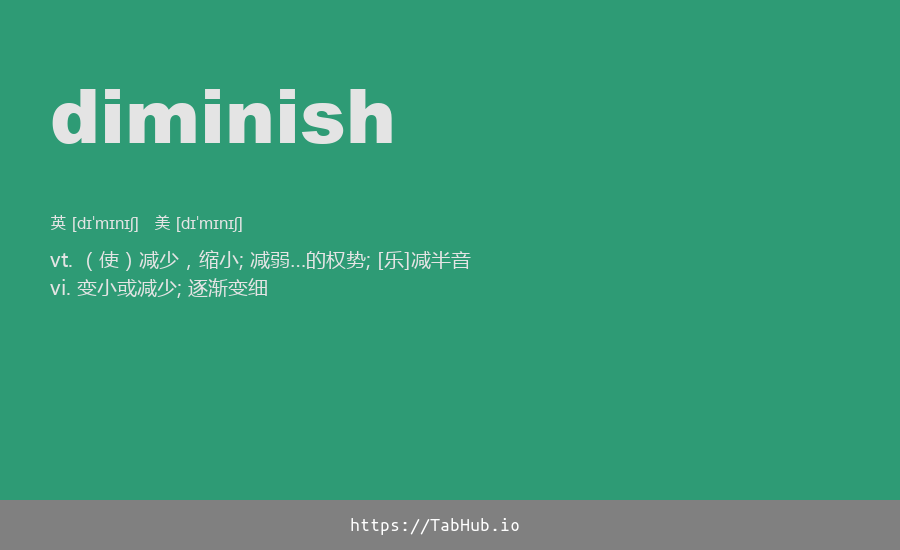 diminish
英 [dɪˈmɪnɪʃ] 美 [dɪˈmɪnɪʃ]
vt. （使）减少，缩小; 减弱…的权势; [乐]减半音
vi. 变小或减少; 逐渐变细
https://TabHub.io